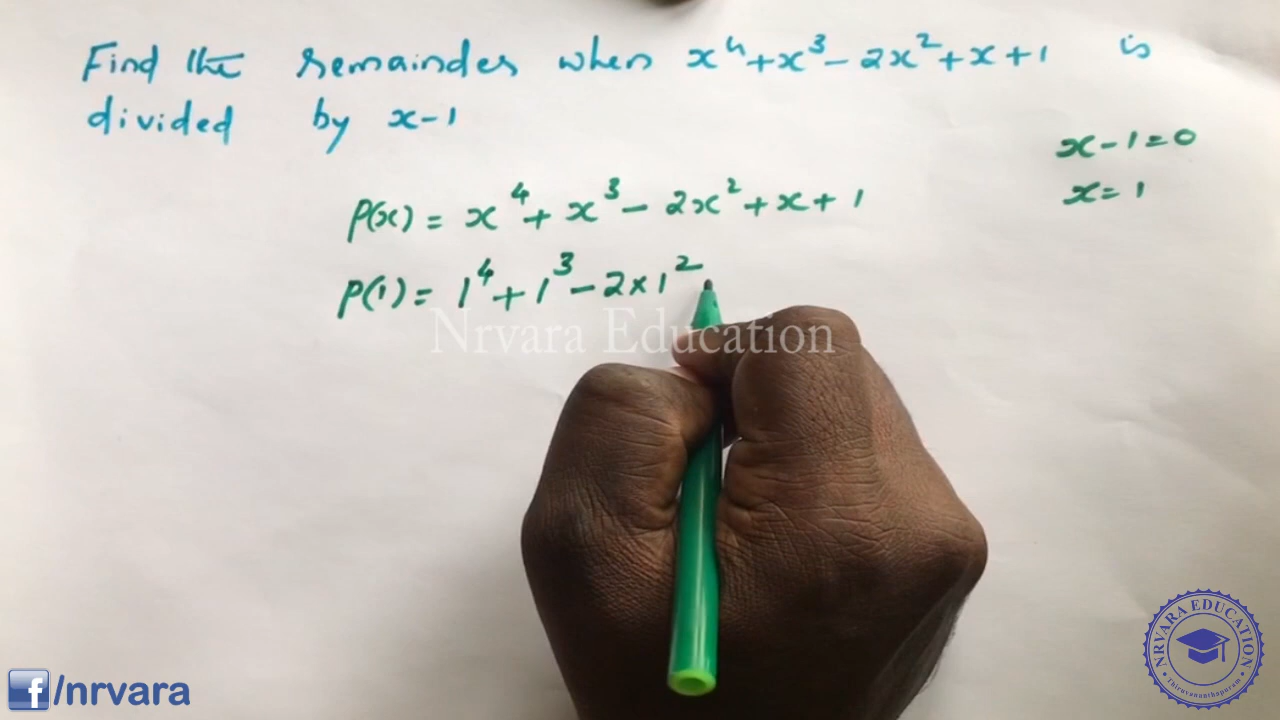 Find the remainder when x⁴+x³-2x²+x+1 is
divided by x-1
x-1=0
x=1
p(x) = x⁴+x³-2x²+x+1
p(1) = 1⁴+1³-2×1²
Nrvara Education
NRVARA EDUCATION
Thiruvananthapuram
f/nrvara